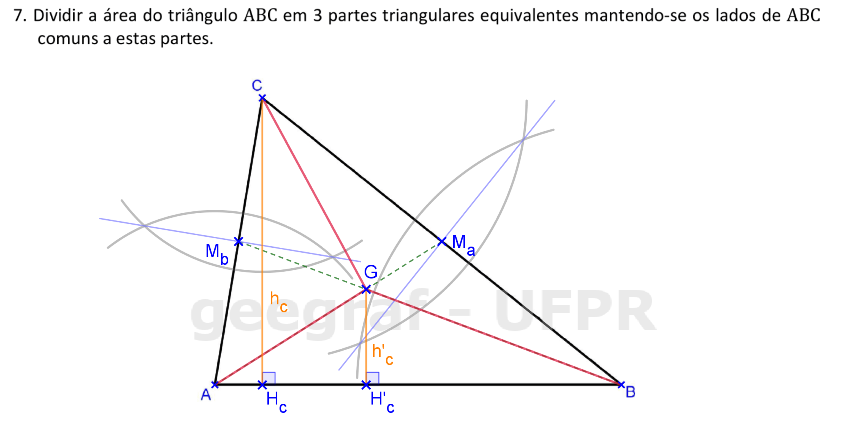 7. Dividir a área do triângulo ABC em 3 partes triangulares equivalentes mantendo-se os lados de ABC
comuns a estas partes.
C
M_b
M_a
G
h_c
geegraf - UFPR
h'_c
A
H_c
H'_c
B